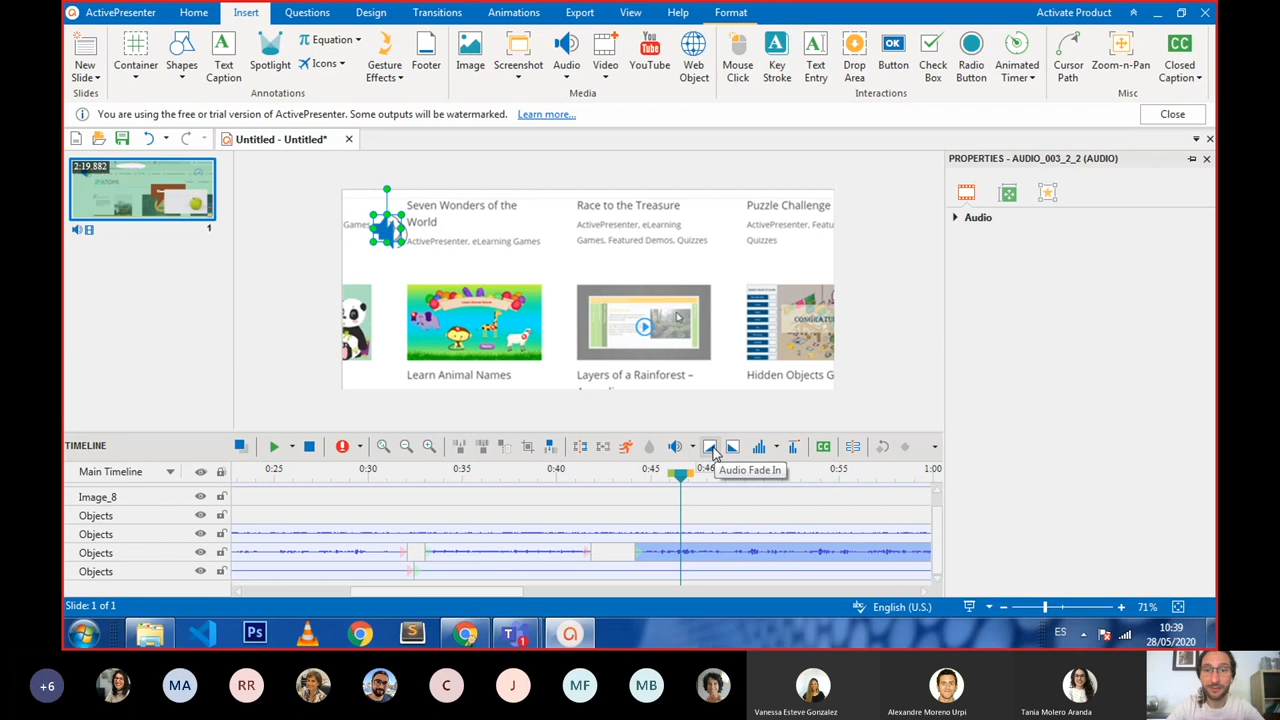 ActivePresenter Home Insert Questions Design Transitions Animations Export View Help Format Activate Product
New Slide
Slides
Container
Shapes
Text Caption
Spotlight
Equation
Icons
Annotations
Gesture Effects
Footer
Image
Screenshot
Audio
Video
YouTube
Web Object
Media
Mouse Click
Key Stroke
Text Entry
Drop Area
Button
Check Box
Radio Button
Animated Timer
Interactions
Cursor Path
Zoom-n-Pan
Closed Caption
Misc
You are using the free or trial version of ActivePresenter. Some outputs will be watermarked. Learn more... Close
Untitled - Untitled*
2:19.882
1
Games
Seven Wonders of the
World
ActivePresenter, eLearning Games
Race to the Treasure
ActivePresenter, eLearning
Games, Featured Demos, Quizzes
Puzzle Challenge
ActivePresenter, Featu
Quizzes
Learn Animal Names
Layers of a Rainforest –
Hidden Objects G
PROPERTIES - AUDIO_003_2_2 (AUDIO)
Audio
TIMELINE
CC
Audio Fade In
Main Timeline
0:30 0:35 0:40 0:45 0:46 0:55 1:00
Image_8
Objects
Objects
Objects
Objects
Slide: 1 of 1 English (U.S.) 71%
Ps
ES
10:39
28/05/2020
+6 MA RR C J MF MB
Vanessa Esteve Gonzalez
Alexandre Moreno Urpi
Tania Molero Aranda